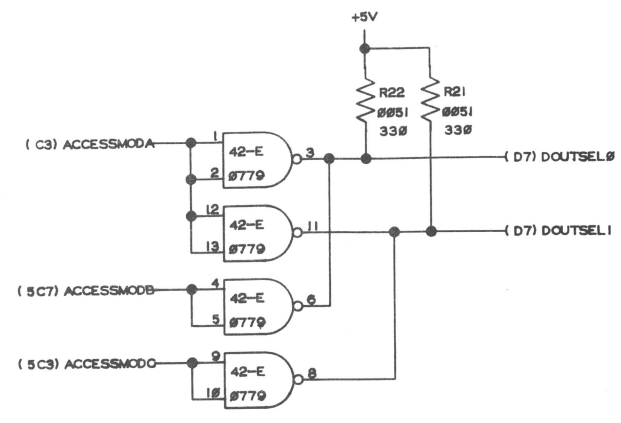 +5V
R22
ØØ51
33Ø
R21
ØØ51
33Ø
( C3) ACCESSMODA
1
2
42-E
Ø779
3
( D7) DOUTSELØ
12
13
42-E
Ø779
11
( D7) DOUTSEL1
( 5C7) ACCESSMODB
4
5
42-E
Ø779
6
( 5C3) ACCESSMODC
9
1Ø
42-E
Ø779
8